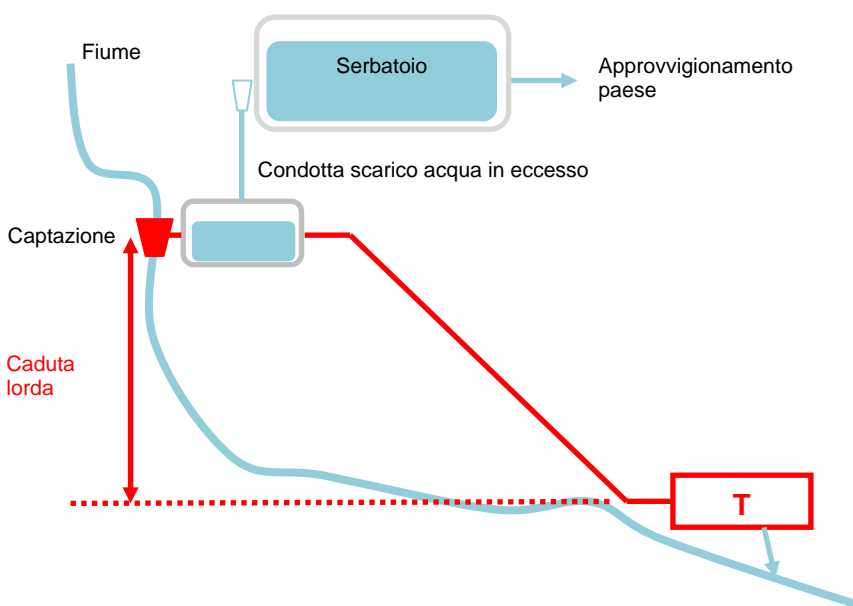 Fiume
Serbatoio
Approvvigionamento
paese
Condotta scarico acqua in eccesso
Captazione
Caduta
lorda
T